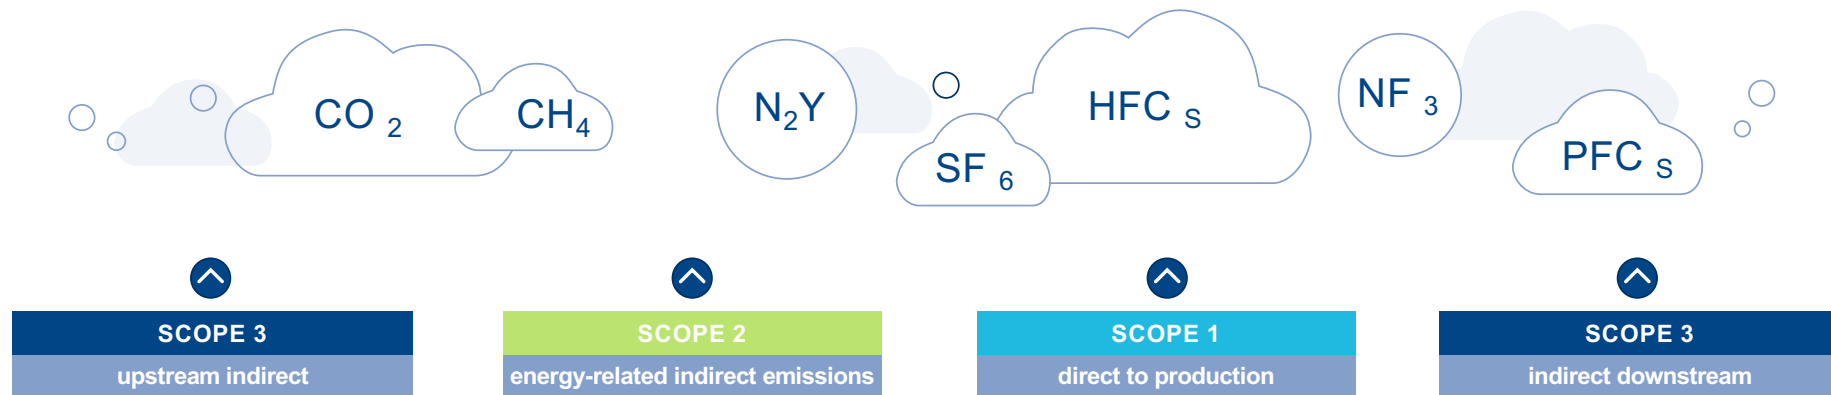 CO 2
CH4
N2Y
SF 6
HFC S
NF 3
PFC S
SCOPE 3
upstream indirect
SCOPE 2
energy-related indirect emissions
SCOPE 1
direct to production
SCOPE 3
indirect downstream